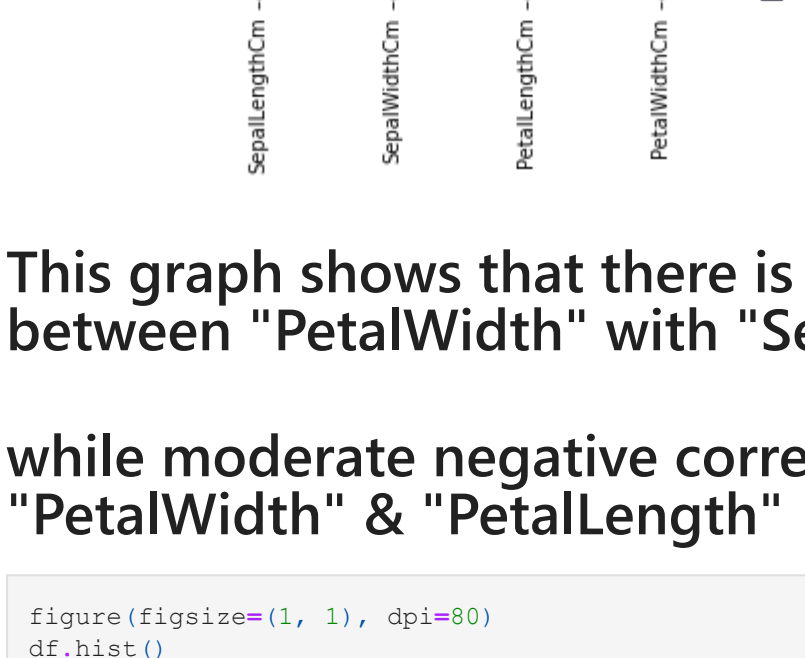 SepalLengthCm
SepalWidthCm
PetalLengthCm
PetalWidthCm
This graph shows that there is
between "PetalWidth" with "Se
while moderate negative corre
"PetalWidth" & "PetalLength"
figure(figsize=(1, 1), dpi=80)
df.hist()